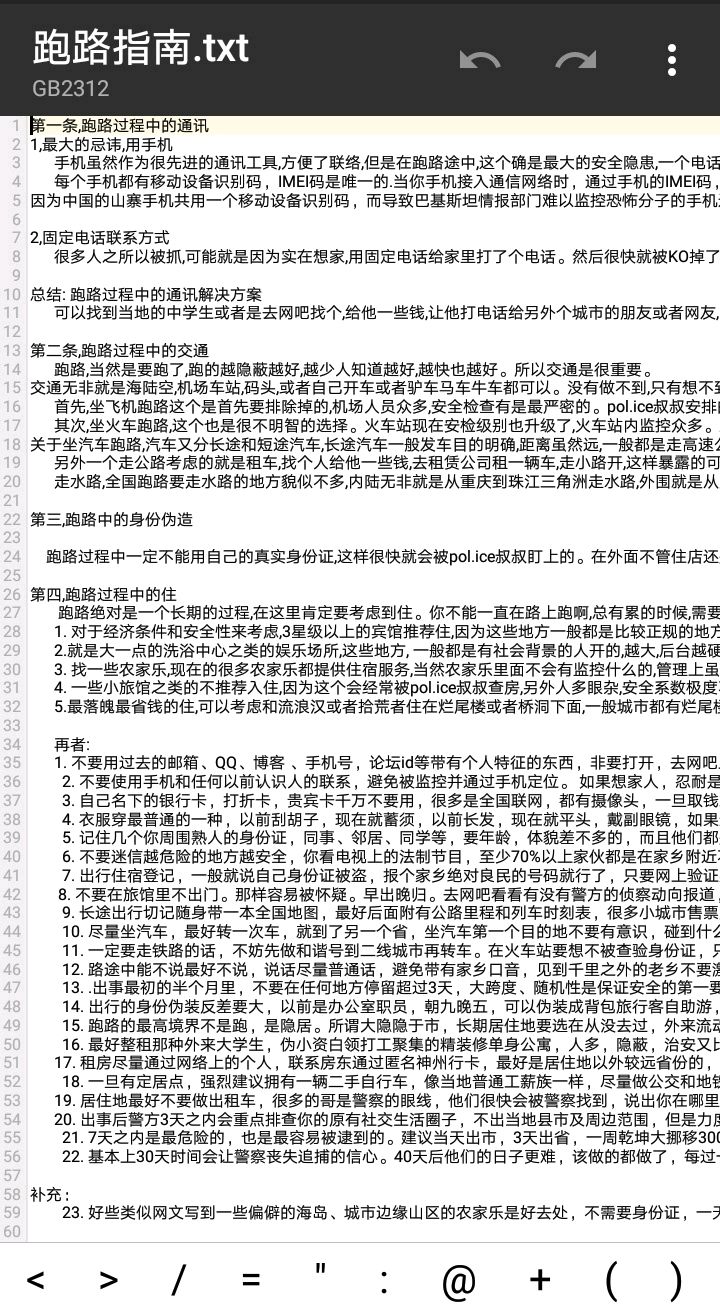 跑路指南.txt
GB2312
1 第一条,跑路过程中的通讯
2 1,最大的忌讳,用手机
3 手机虽然作为很先进的通讯工具,方便了联络,但是在跑路途中,这个确是最大的安全隐患,一个电话
4 每个手机都有移动设备识别码，IMEI码是唯一的.当你手机接入通信网络时，通过手机的IMEI码，
5 因为中国的山寨手机共用一个移动设备识别码，而导致巴基斯坦情报部门难以监控恐怖分子的手机
6
7 2,固定电话联系方式
8 很多人之所以被抓,可能就是因为实在想家,用固定电话给家里打了个电话。然后很快就被KO掉了
9
10 总结: 跑路过程中的通讯解决方案
11 可以找到当地的中学生或者是去网吧找个,给他一些钱,让他打电话给另外个城市的朋友或者网友,
12
13 第二条,跑路过程中的交通
14 跑路,当然是要跑了,跑的越隐蔽越好,越少人知道越好,越快也越好。所以交通是很重要。
15 交通无非就是海陆空,机场车站,码头,或者自己开车或者驴车马车牛车都可以。没有做不到,只有想不到
16 首先,坐飞机跑路这个是首先要排除掉的,机场人员众多,安全检查有是最严密的。pol.ice叔叔安排
17 其次,坐火车跑路,这个也是很不明智的选择。火车站现在安检级别也升级了,火车站内监控众多。
18 关于坐汽车跑路,汽车又分长途和短途汽车,长途汽车一般发车目的明确,距离虽然远,一般都是走高速公
19 另外一个走公路考虑的就是租车,找个人给他一些钱,去租赁公司租一辆车,走小路开,这样暴露的可
20 走水路,全国跑路要走水路的地方貌似不多,内陆无非就是从重庆到珠江三角洲走水路,外围就是从
21
22 第三,跑路中的身份伪造
23
24 跑路过程中一定不能用自己的真实身份证,这样很快就会被pol.ice叔叔盯上的。在外面不管住店还
25
26 第四,跑路过程中的住
27 跑路绝对是一个长期的过程,在这里肯定要考虑到住。你不能一直在路上跑啊,总有累的时候,需要
28 1. 对于经济条件和安全性来考虑,3星级以上的宾馆推荐住,因为这些地方一般都是比较正规的地方
29 2.就是大一点的洗浴中心之类的娱乐场所,这些地方, 一般都是有社会背景的人开的,越大,后台越硬
30 3. 找一些农家乐,现在的很多农家乐都提供住宿服务,当然农家乐里面不会有监控什么的,管理上虽
31 4. 一些小旅馆之类的不推荐入住,因为这个会经常被pol.ice叔叔查房,另外人多眼杂,安全系数极度
32 5.最落魄最省钱的住,可以考虑和流浪汉或者拾荒者住在烂尾楼或者桥洞下面,一般城市都有烂尾楼
33
34 再者:
35 1. 不要用过去的邮箱、QQ、博客 、手机号，论坛id等带有个人特征的东西，非要打开，去网吧
36 2. 不要使用手机和任何以前认识人的联系，避免被监控并通过手机定位。 如果想家人，忍耐是
37 3. 自己名下的银行卡，打折卡，贵宾卡千万不要用，很多是全国联网，都有摄像头，一旦取钱
38 4. 衣服穿最普通的一种，以前刮胡子，现在就蓄须，以前长发，现在就平头，戴副眼镜，如果
39 5. 记住几个你周围熟人的身份证，同事、邻居、同学等，要年龄，体貌差不多的，而且他们都
40 6. 不要迷信越危险的地方越安全，你看电视上的法制节目，至少70%以上家伙都是在家乡附近
41 7. 出行住宿登记，一般就说自己身份证被盗，报个家乡绝对良民的号码就行了，只要网上验证
42 8. 不要在旅馆里不出门。那样容易被怀疑。早出晚归。去网吧看看有没有警方的侦察动向报道，
43 9. 长途出行切记随身带一本全国地图，最好后面附有公路里程和列车时刻表，很多小城市售票
44 10. 尽量坐汽车，最好转一次车，就到了另一个省，坐汽车第一个目的地不要有意识，碰到什么
45 11. 一定要走铁路的话，不妨先做和谐号到二线城市再转车。在火车站要想不被查验身份证，只
46 12. 路途中能不说最好不说，说话尽量普通话，避免带有家乡口音，见到千里之外的老乡不要激
47 13. .出事最初的半个月里，不要在任何地方停留超过3天，大跨度、随机性是保证安全的第一要
48 14. 出行的身份伪装反差要大，以前是办公室职员，朝九晚五，可以伪装成背包旅行客自助游，
49 15. 跑路的最高境界不是跑，是隐居。所谓大隐隐于市，长期居住地要选在从没去过，外来流动
50 16. 最好整租那种外来大学生，伪小资白领打工聚集的精装修单身公寓，人多，隐蔽，治安又比
51 17. 租房尽量通过网络上的个人，联系房东通过匿名神州行卡，最好是居住地以外较远省份的，
52 18. 一旦有定居点，强烈建议拥有一辆二手自行车，像当地普通工薪族一样，尽量做公交和地铁
53 19. 居住地最好不要做出租车，很多的哥是警察的眼线，他们很快会被警察找到，说出你在哪里
54 20. 出事后警方3天之内会重点排查你的原有社交生活圈子，不出当地县市及周边范围，但是力度
55 21. 7天之内是最危险的，也是最容易被逮到的。建议当天出市，3天出省，一周乾坤大挪移300
56 22. 基本上30天时间会让警察丧失追捕的信心。40天后他们的日子更难，该做的都做了，每过一
57
58 补充：
59 23. 好些类似网文写到一些偏僻的海岛、城市边缘山区的农家乐是好去处，不需要身份证，一天
60
< > / = " : @ + ( )